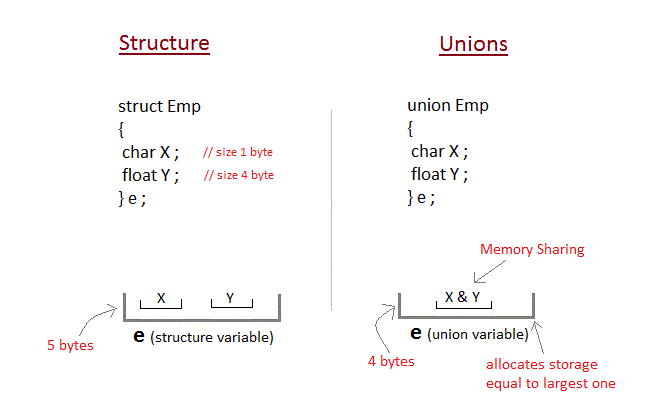 Structure
struct Emp
{
char X ; // size 1 byte
float Y ; // size 4 byte
} e ;
X Y
5 bytes
e (structure variable)
Unions
union Emp
{
char X ;
float Y ;
} e ;
Memory Sharing
X & Y
4 bytes
e (union variable)
allocates storage
equal to largest one